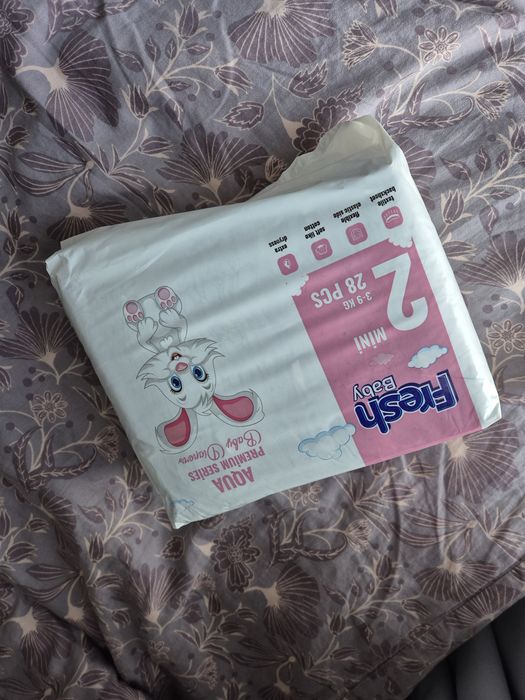 Fresh
Baby
MINI
2
3-9 KG
28 PCS
AQUA
PREMIUM SERIES
Baby Diapers
textile
backsheet
flexible
elastic side
soft like
cotton
extra
dryness